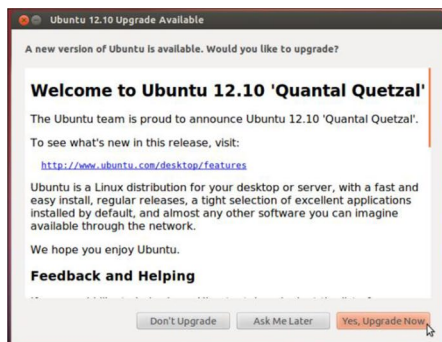 Ubuntu 12.10 Upgrade Available
A new version of Ubuntu is available. Would you like to upgrade?
Welcome to Ubuntu 12.10 'Quantal Quetzal'
The Ubuntu team is proud to announce Ubuntu 12.10 'Quantal Quetzal'.
To see what's new in this release, visit:
http://www.ubuntu.com/desktop/features
Ubuntu is a Linux distribution for your desktop or server, with a fast and
easy install, regular releases, a tight selection of excellent applications
installed by default, and almost any other software you can imagine
available through the network.
We hope you enjoy Ubuntu.
Feedback and Helping
Don't Upgrade Ask Me Later Yes, Upgrade Now